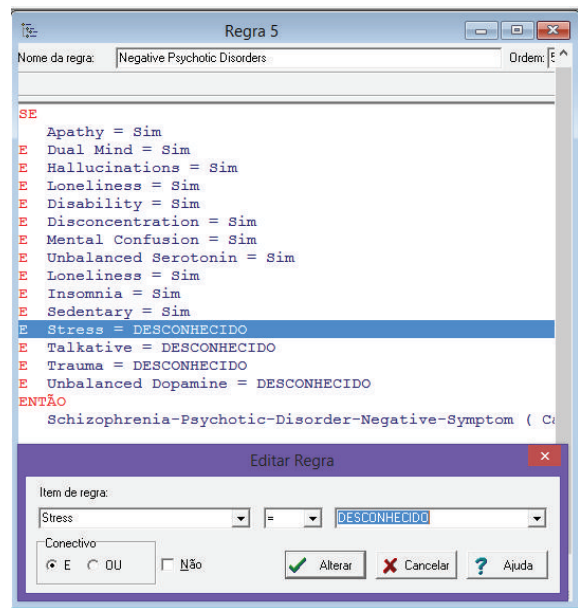 Regra 5
Nome da regra: Negative Psychotic Disorders Ordem: 5
SE
Apathy = Sim
E Dual Mind = Sim
E Hallucinations = Sim
E Loneliness = Sim
E Disability = Sim
E Disconcentration = Sim
E Mental Confusion = Sim
E Unbalanced Serotonin = Sim
E Loneliness = Sim
E Insomnia = Sim
E Sedentary = Sim
E Stress = DESCONHECIDO
E Talkative = DESCONHECIDO
E Trauma = DESCONHECIDO
E Unbalanced Dopamine = DESCONHECIDO
ENTÃO
Schizophrenia-Psychotic-Disorder-Negative-Symptom ( Ca
Editar Regra
Item de regra:
Stress = DESCONHECIDO
Conectivo
E OU Não Alterar Cancelar ? Ajuda